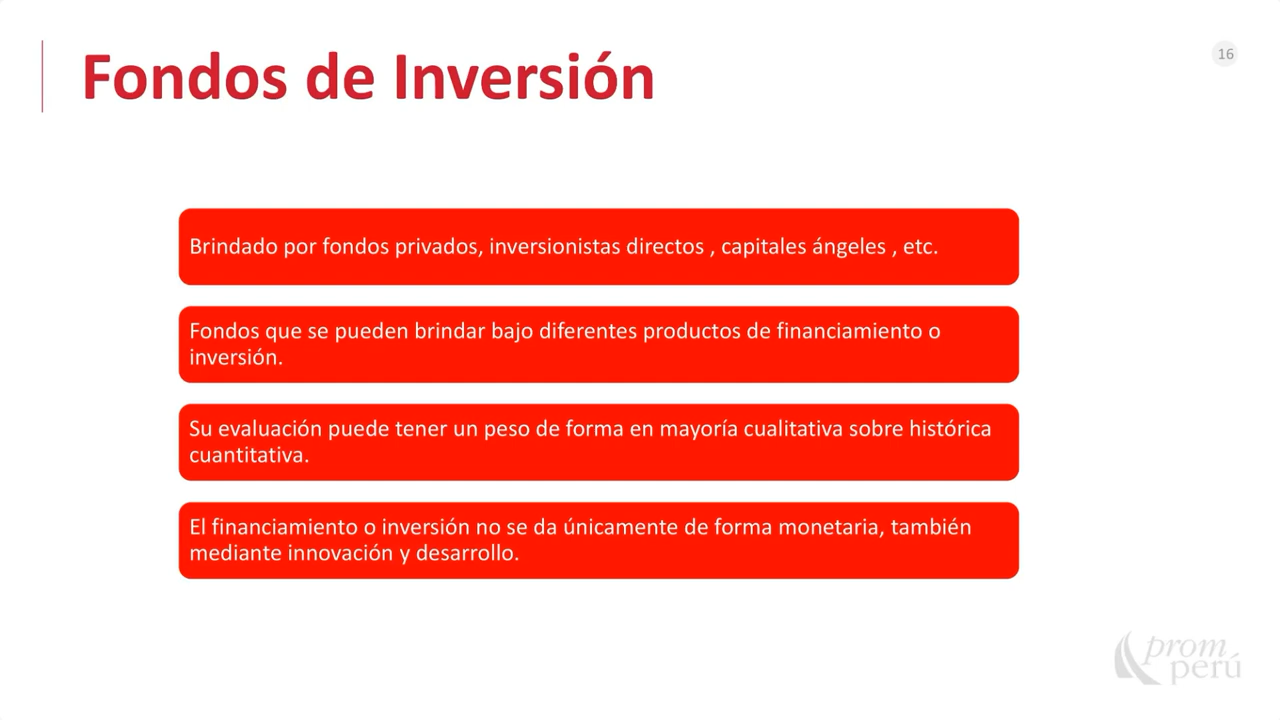 Fondos de Inversión
16
Brindado por fondos privados, inversionistas directos , capitales ángeles , etc.
Fondos que se pueden brindar bajo diferentes productos de financiamiento o
inversión.
Su evaluación puede tener un peso de forma en mayoría cualitativa sobre histórica
cuantitativa.
El financiamiento o inversión no se da únicamente de forma monetaria, también
mediante innovación y desarrollo.
prom
perú